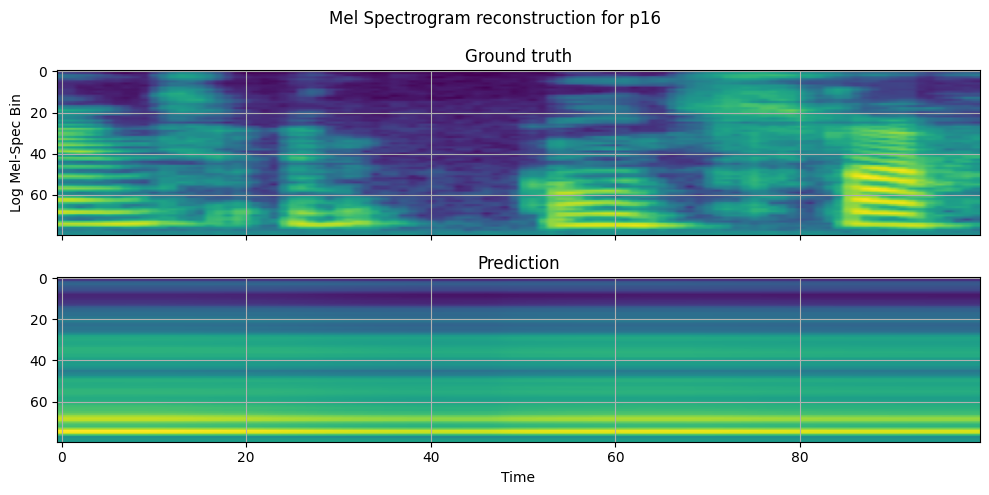 Mel Spectrogram reconstruction for p16
Ground truth
0
20
40
60
Log Mel-Spec Bin
Prediction
0
20
40
60
0 20 40 60 80
Time